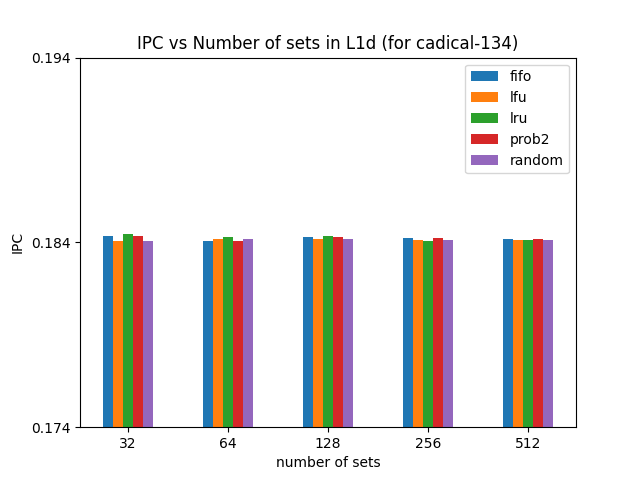 IPC vs Number of sets in L1d (for cadical-134)
0.194
fifo
lfu
lru
prob2
random
IPC
0.184
0.174
32 64 128 256 512
number of sets